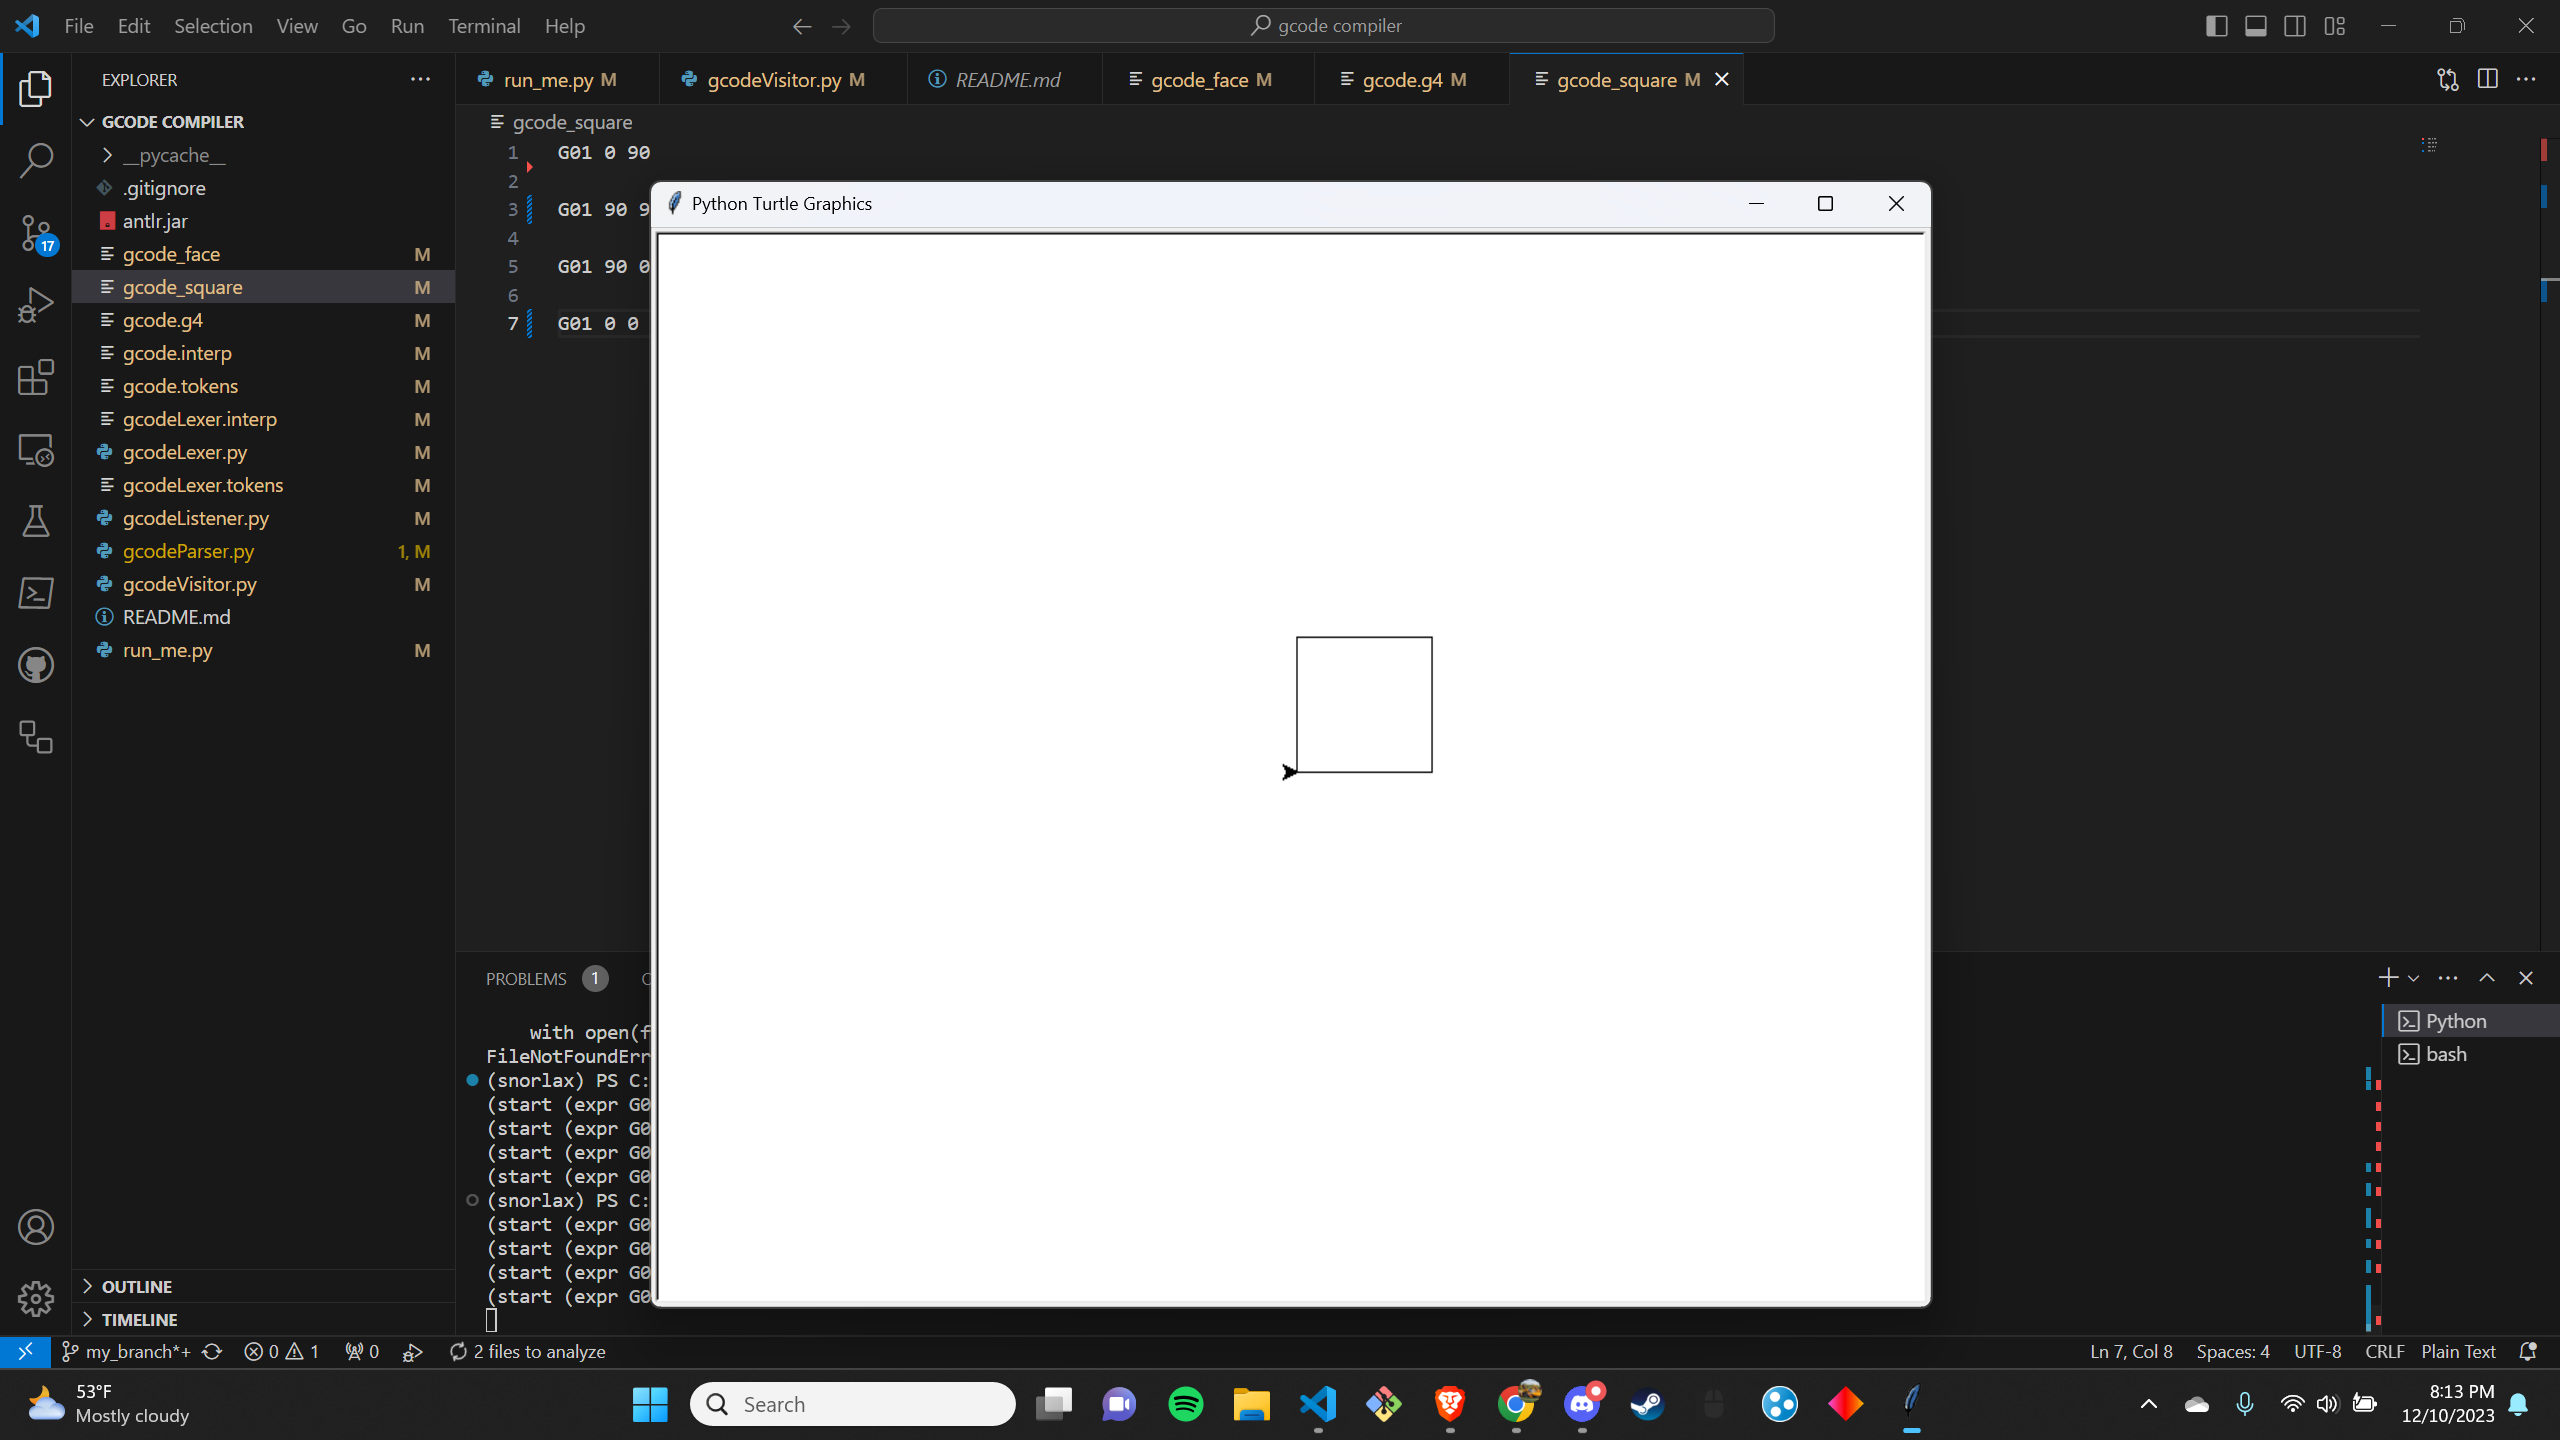 File Edit Selection View Go Run Terminal Help
gcode compiler
EXPLORER
run_me.py M
gcodeVisitor.py M
README.md
gcode_face M
gcode.g4 M
gcode_square M
GCODE COMPILER
__pycache__
.gitignore
antlr.jar
gcode_face M
gcode_square M
gcode.g4 M
gcode.interp M
gcode.tokens M
gcodeLexer.interp M
gcodeLexer.py M
gcodeLexer.tokens M
gcodeListener.py M
gcodeParser.py 1, M
gcodeVisitor.py M
README.md
run_me.py M
OUTLINE
TIMELINE
17
gcode_square
1 G01 0 90
2
3 G01 90 9
4
5 G01 90 0
6
7 G01 0 0
Python Turtle Graphics
PROBLEMS 1
with open(f
FileNotFoundErr
(snorlax) PS C:
(start (expr G0
(start (expr G0
(start (expr G0
(start (expr G0
(snorlax) PS C:
(start (expr G0
(start (expr G0
(start (expr G0
(start (expr G0
Python
bash
my_branch*+ 0 1 0 2 files to analyze
Ln 7, Col 8 Spaces: 4 UTF-8 CRLF Plain Text
53°F
Mostly cloudy
Search
8:13 PM
12/10/2023